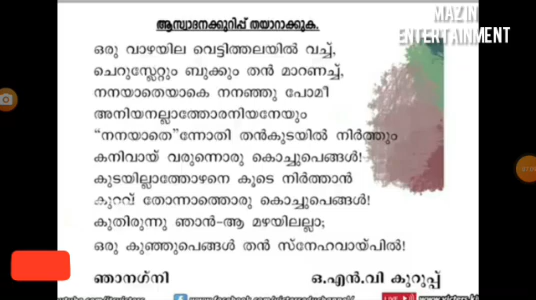 MAZIN
ENTERTAINMENT
ആസ്വാദനക്കുറിപ്പ് തയാറാക്കുക.
ഒരു വാഴയില വെട്ടിത്തലയിൽ വച്ച്,
ചെറുസ്ലേറ്റും ബുക്കും തൻ മാറണച്ച്,
നനയാതെയാകെ നനഞ്ഞു പോമീ
അനിയനല്ലാത്തോരനിയനേയും
“നനയാതെ”ന്നോതി തൻകുടയിൽ നിർത്തും
കനിവായ് വരുന്നൊരു കൊച്ചുപെങ്ങൾ!
കുടയില്ലാത്തോഴനെ കൂടെ നിർത്താൻ
കുറവ് തോന്നാത്തൊരു കൊച്ചുപെങ്ങൾ!
കുതിരുന്നു ഞാൻ-ആ മഴയിലല്ലാ;
ഒരു കുഞ്ഞുപെങ്ങൾ തൻ സ്നേഹവായ്പിൽ!
ഞാനഗ്നി ഒ.എൻ.വി കുറുപ്പ്
LIVE